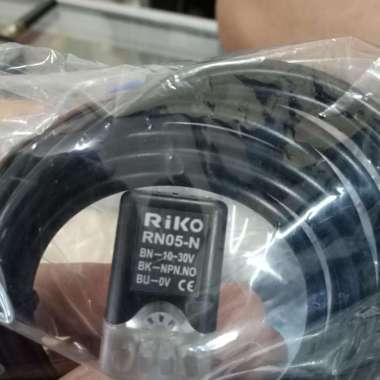 RiKO
RN05-N
BN-10-30V
BK-NPN.NO
BU-0V CE